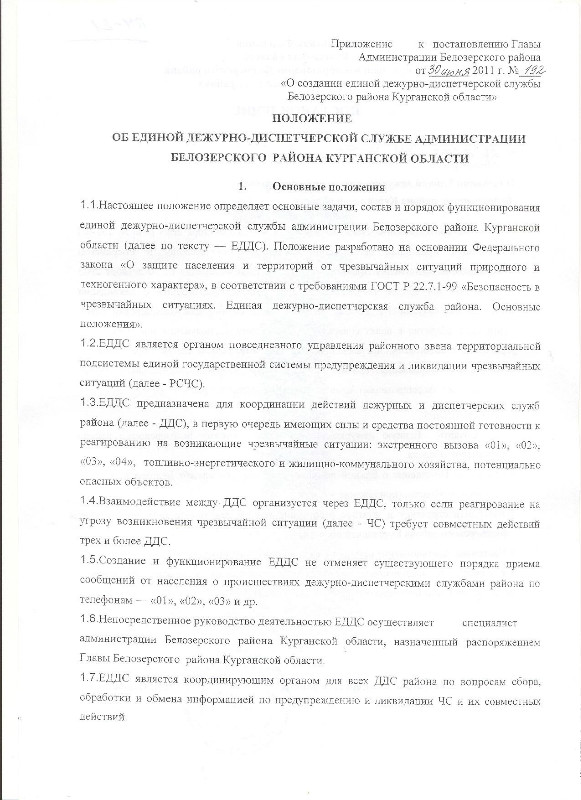 Приложение к постановлению Главы
Администрации Белозерского района
от 30 июня 2011 г. № 192
«О создании единой дежурно-диспетчерской службы
Белозерского района Курганской области»
ПОЛОЖЕНИЕ
ОБ ЕДИНОЙ ДЕЖУРНО-ДИСПЕТЧЕРСКОЙ СЛУЖБЕ АДМИНИСТРАЦИИ
БЕЛОЗЕРСКОГО РАЙОНА КУРГАНСКОЙ ОБЛАСТИ
1. Основные положения
1.1.Настоящее положение определяет основные задачи, состав и порядок функционирования
единой дежурно-диспетчерской службы администрации Белозерского района Курганской
области (далее по тексту — ЕДДС). Положение разработано на основании Федерального
закона «О защите населения и территорий от чрезвычайных ситуаций природного и
техногенного характера», в соответствии с требованиями ГОСТ Р 22.7.1-99 «Безопасность в
чрезвычайных ситуациях. Единая дежурно-диспетчерская служба района. Основные
положения».
1.2.ЕДДС является органом повседневного управления районного звена территориальной
подсистемы единой государственной системы предупреждения и ликвидации чрезвычайных
ситуаций (далее - РСЧС).
1.3.ЕДДС предназначена для координации действий дежурных и диспетчерских служб
района (далее - ДДС), в первую очередь имеющих силы и средства постоянной готовности к
реагированию на возникающие чрезвычайные ситуации: экстренного вызова «01», «02»,
«03», «04», топливно-энергетического и жилищно-коммунального хозяйства, потенциально
опасных объектов.
1.4.Взаимодействие между ДДС организуется через ЕДДС, только если реагирование на
угрозу возникновения чрезвычайной ситуации (далее - ЧС) требует совместных действий
трех и более ДДС.
1.5.Создание и функционирование ЕДДС не отменяет существующего порядка приема
сообщений от населения о происшествиях дежурно-диспетчерскими службами района по
телефонам – «01», «02», «03» и др.
1.6.Непосредственное руководство деятельностью ЕДДС осуществляет специалист
администрации Белозерского района Курганской области, назначенный распоряжением
Главы Белозерского района Курганской области.
1.7.ЕДДС является координирующим органом для всех ДДС района по вопросам сбора,
обработки и обмена информацией по предупреждению и ликвидации ЧС и их совместных
действий